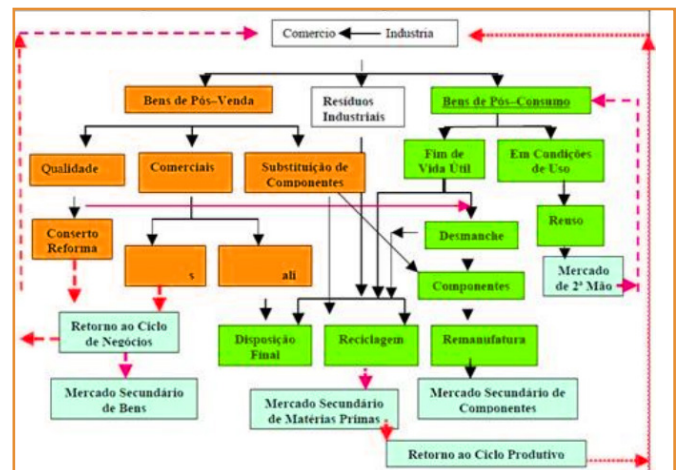 Comercio Industria
Bens de Pós–Venda
Resíduos
Industriais
Bens de Pós–Consumo
Qualidade
Comerciais
Substituição de
Componentes
Fim de
Vida Útil
Em Condições
de Uso
Conserto
Reforma
s
ali
Desmanche
Reuso
Componentes
Mercado
de 2ª Mão
Retorno ao Ciclo
de Negócios
Disposição
Final
Reciclagem
Remanufatura
Mercado Secundário
de Bens
Mercado Secundário
de Matérias Primas
Mercado Secundário de
Componentes
Retorno ao Ciclo Produtivo